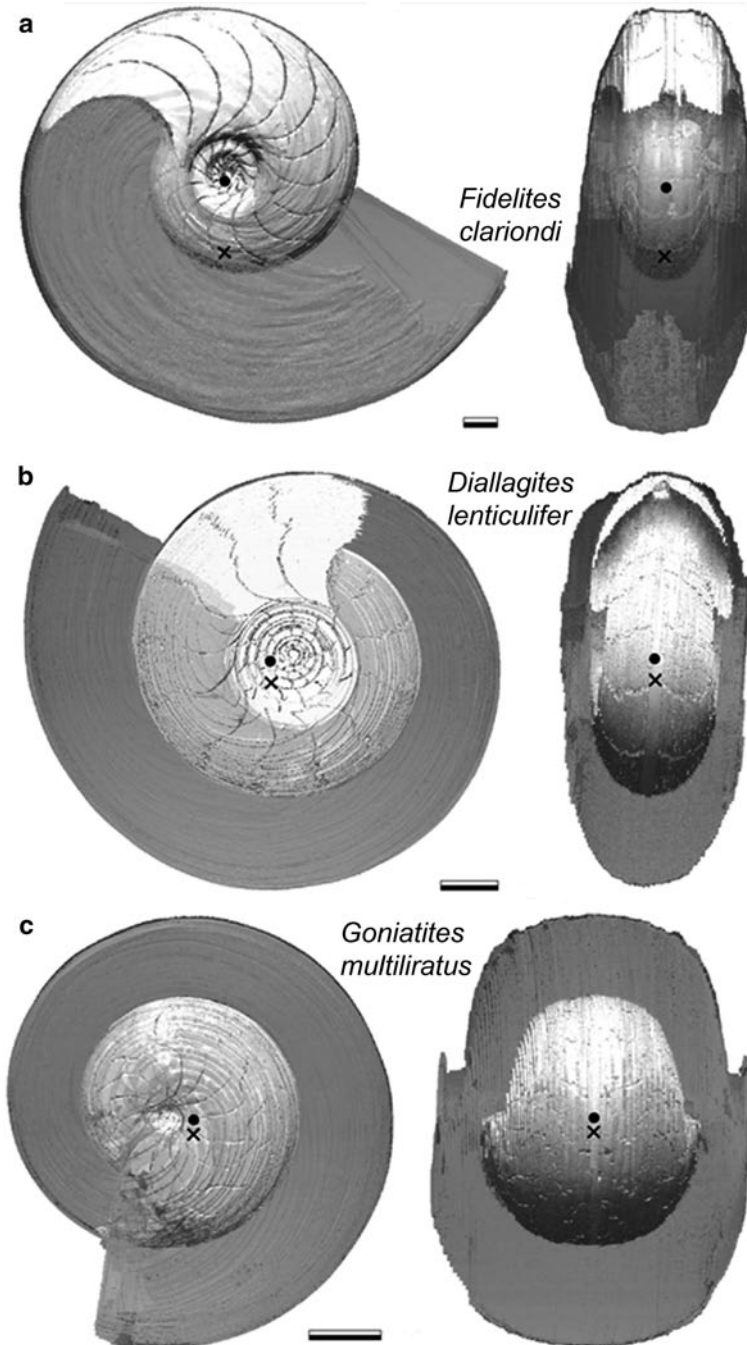 a
Fidelites
clariondi
b
Diallagites
lenticulifer
c
Goniatites
multiliratus